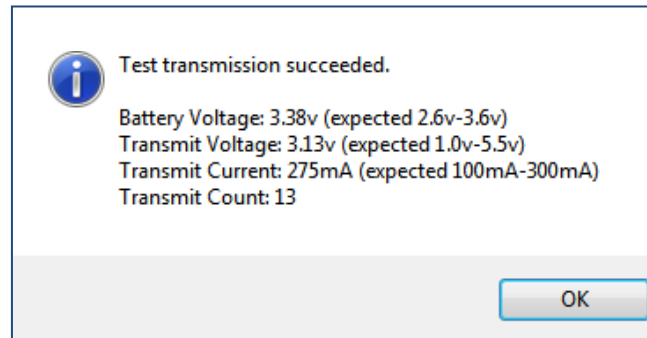 Test transmission succeeded.
Battery Voltage: 3.38v (expected 2.6v-3.6v)
Transmit Voltage: 3.13v (expected 1.0v-5.5v)
Transmit Current: 275mA (expected 100mA-300mA)
Transmit Count: 13
OK